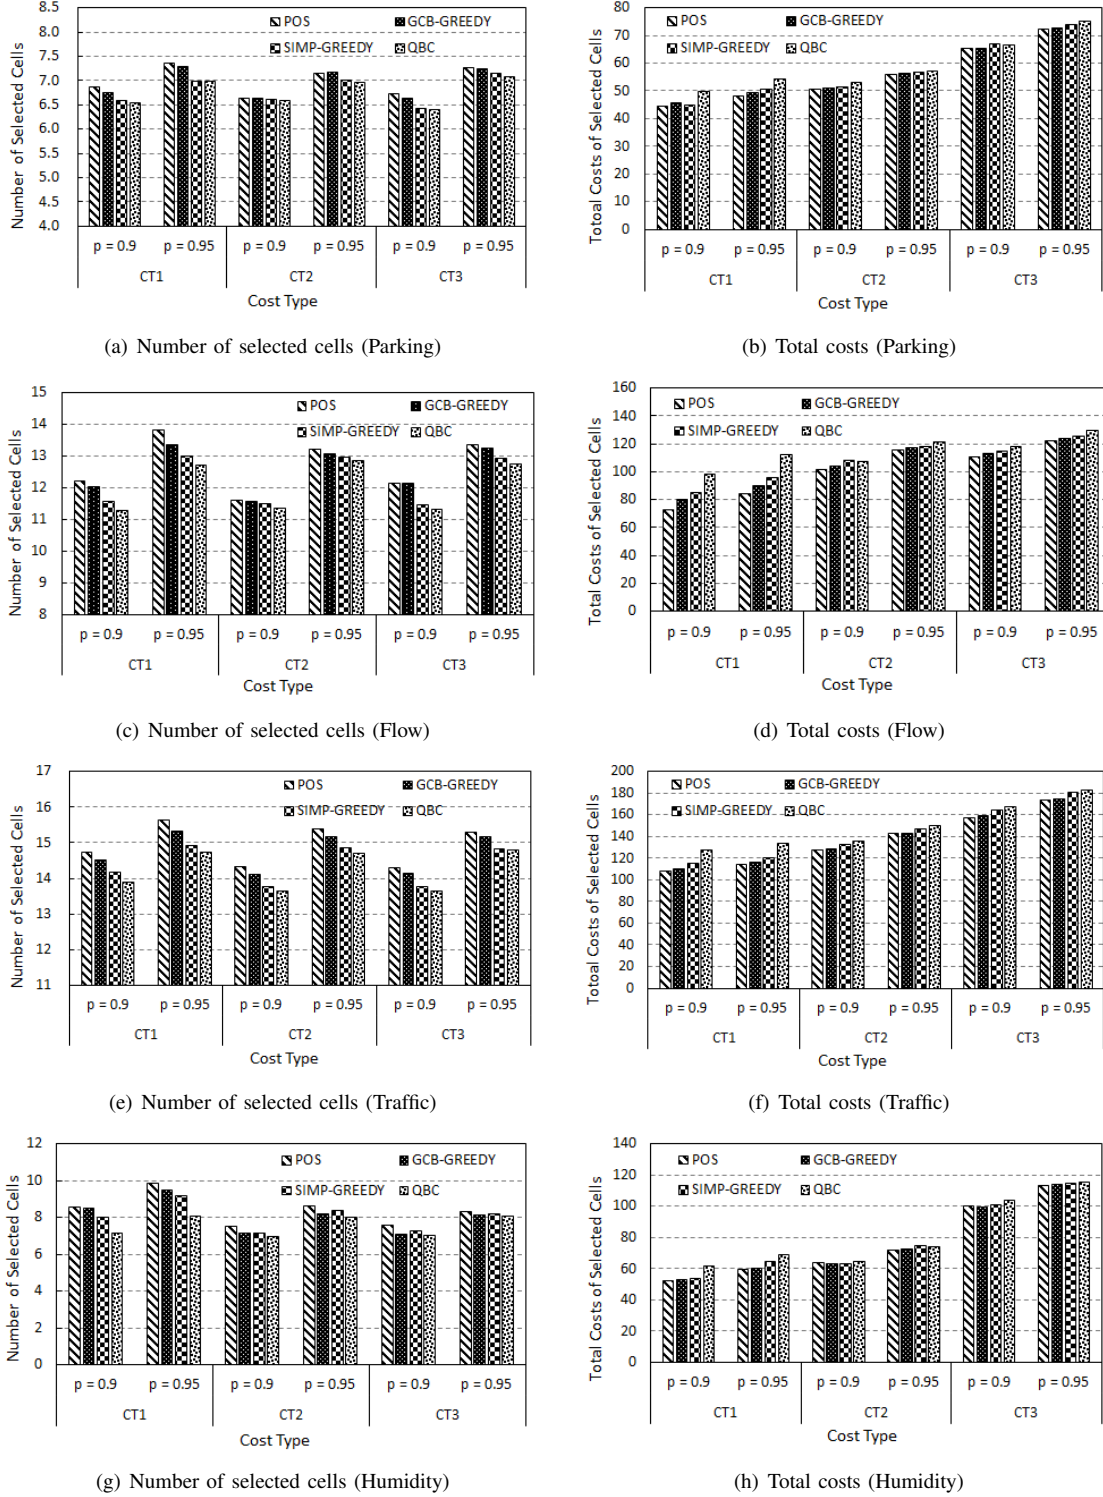 8.5
8.0
7.5
7.0
6.5
6.0
5.5
5.0
4.5
4.0
Number of Selected Cells
POS GCB-GREEDY
SIMP-GREEDY QBC
p = 0.9 p = 0.95 p = 0.9 p = 0.95 p = 0.9 p = 0.95
CT1 CT2 CT3
Cost Type
(a) Number of selected cells (Parking)
80
70
60
50
40
30
20
10
0
Totoal Costs of Selected Cells
POS GCB-GREEDY
SIMP-GREEDY QBC
p = 0.9 p = 0.95 p = 0.9 p = 0.95 p = 0.9 p = 0.95
CT1 CT2 CT3
Cost Type
(b) Total costs (Parking)
15
14
13
12
11
10
9
8
Number of Selected Cells
POS GCB-GREEDY
SIMP-GREEDY QBC
p = 0.9 p = 0.95 p = 0.9 p = 0.95 p = 0.9 p = 0.95
CT1 CT2 CT3
Cost Type
(c) Number of selected cells (Flow)
160
140
120
100
80
60
40
20
0
Total Costs of Selected Cells
POS GCB-GREEDY
SIMP-GREEDY QBC
p = 0.9 p = 0.95 p = 0.9 p = 0.95 p = 0.9 p = 0.95
CT1 CT2 CT3
Cost Type
(d) Total costs (Flow)
17
16
15
14
13
12
11
Number of Selected Cells
POS GCB-GREEDY
SIMP-GREEDY QBC
p = 0.9 p = 0.95 p = 0.9 p = 0.95 p = 0.9 p = 0.95
CT1 CT2 CT3
Cost Type
(e) Number of selected cells (Traffic)
200
180
160
140
120
100
80
60
40
20
0
Totoal Costs of Selected Cells
POS GCB-GREEDY
SIMP-GREEDY QBC
p = 0.9 p = 0.95 p = 0.9 p = 0.95 p = 0.9 p = 0.95
CT1 CT2 CT3
Cost Type
(f) Total costs (Traffic)
12
10
8
6
4
2
0
Number of Selected Cells
POS GCB-GREEDY
SIMP-GREEDY QBC
p = 0.9 p = 0.95 p = 0.9 p = 0.95 p = 0.9 p = 0.95
CT1 CT2 CT3
Cost Type
(g) Number of selected cells (Humidity)
140
120
100
80
60
40
20
0
Total Costs of Selected Cells
POS GCB-GREEDY
SIMP-GREEDY QBC
p = 0.9 p = 0.95 p = 0.9 p = 0.95 p = 0.9 p = 0.95
CT1 CT2 CT3
Cost Type
(h) Total costs (Humidity)